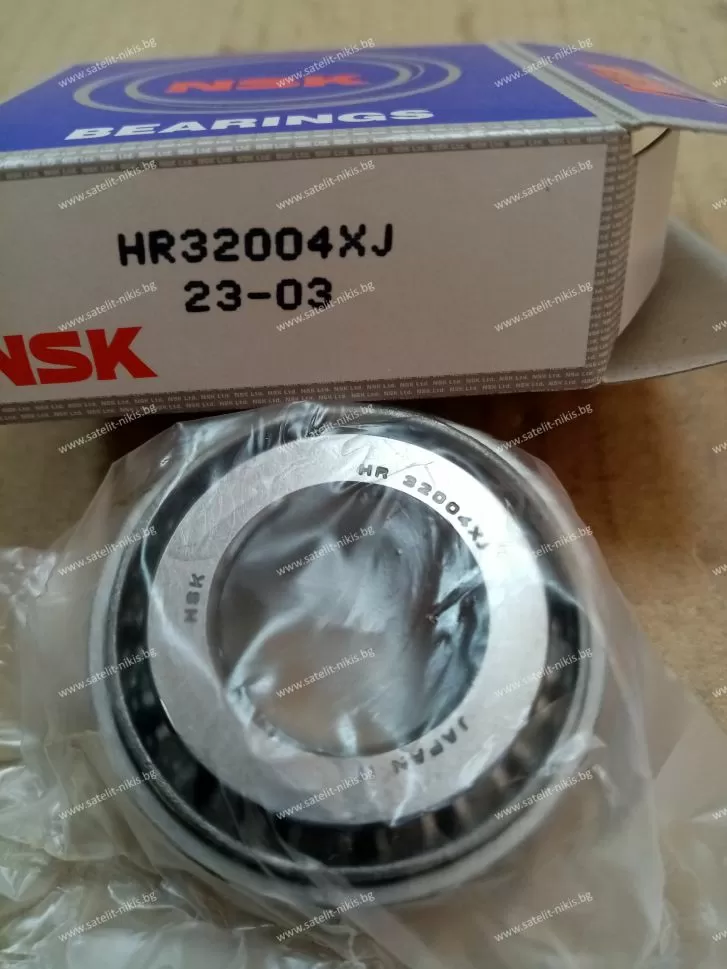 NSK
BEARINGS
HR32004XJ
23-03
NSK
HR 32004XJ
NSK
JAPAN
www.satelit-nikis.bg